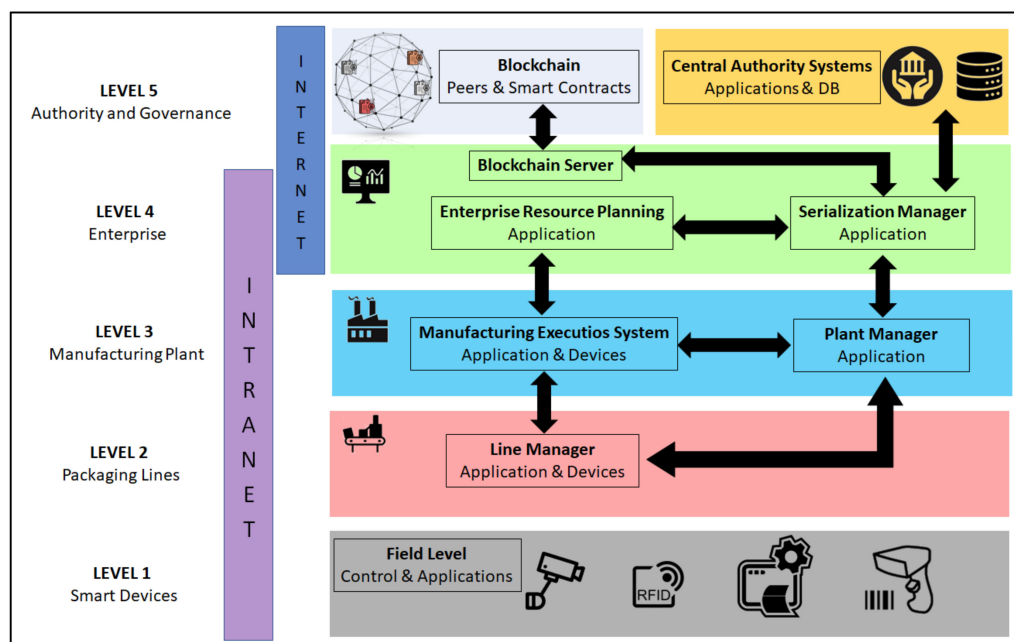 LEVEL 5
Authority and Governance
INTERNET
Blockchain
Peers & Smart Contracts
Central Authority Systems
Applications & DB
LEVEL 4
Enterprise
Blockchain Server
Enterprise Resource Planning
Application
Serialization Manager
Application
INTRANET
LEVEL 3
Manufacturing Plant
Manufacturing Executios System
Application & Devices
Plant Manager
Application
LEVEL 2
Packaging Lines
Line Manager
Application & Devices
LEVEL 1
Smart Devices
Field Level
Control & Applications
RFID